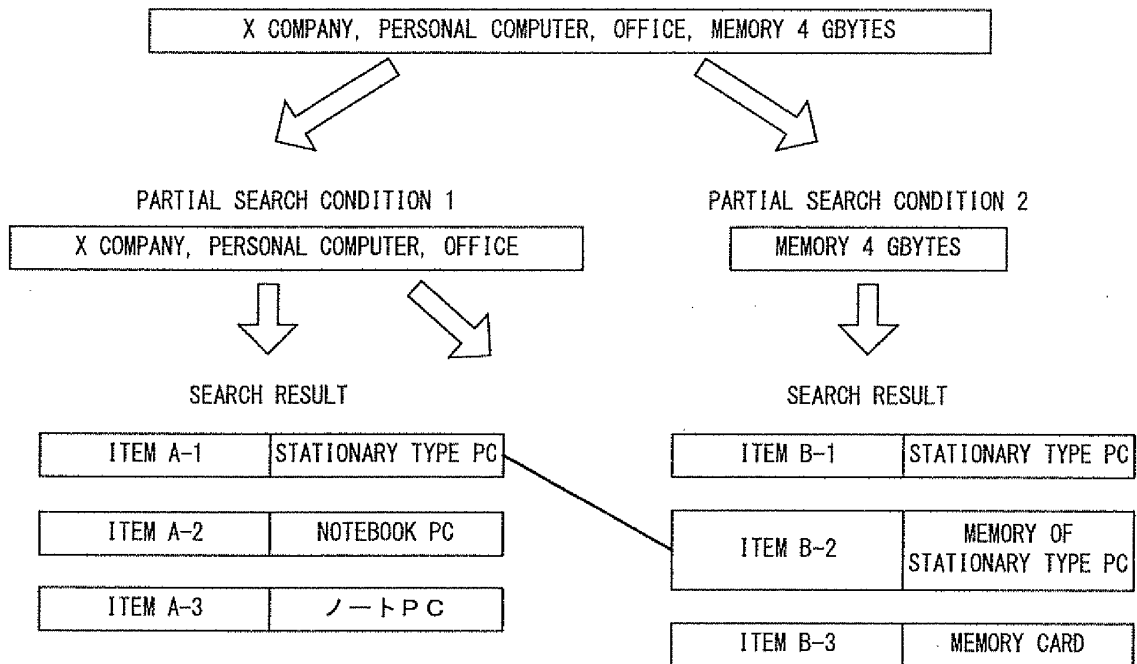 X COMPANY, PERSONAL COMPUTER, OFFICE, MEMORY 4 GBYTES
PARTIAL SEARCH CONDITION 1
X COMPANY, PERSONAL COMPUTER, OFFICE
SEARCH RESULT
ITEM A-1 STATIONARY TYPE PC
ITEM A-2 NOTEBOOK PC
ITEM A-3 ノートPC
PARTIAL SEARCH CONDITION 2
MEMORY 4 GBYTES
SEARCH RESULT
ITEM B-1 STATIONARY TYPE PC
ITEM B-2 MEMORY OF
STATIONARY TYPE PC
ITEM B-3 MEMORY CARD